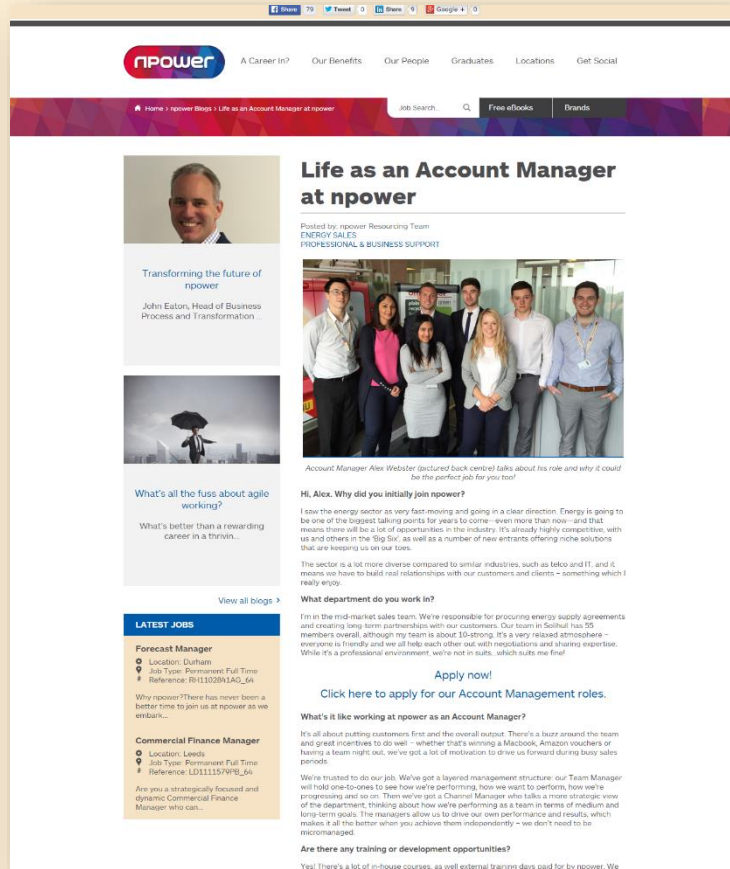 Share 79 Tweet 0 Share 9 Google + 0
npower
A Career In? Our Benefits Our People Graduates Locations Get Social
Home > npower Blogs > Life as an Account Manager at npower
Job Search.. Free eBooks Brands
Transforming the future of
npower
John Eaton, Head of Business
Process and Transformation ...
What's all the fuss about agile
working?
What's better than a rewarding
career in a thrivin...
View all blogs >
LATEST JOBS
Forecast Manager
Location: Durham
Job Type: Permanent Full Time
# Reference: RH1102841AG_64
Why npower?There has never been a
better time to join us at npower as we
embark...
Commercial Finance Manager
Location: Leeds
Job Type: Permanent Full Time
# Reference: LD1111579PB_64
Are you a strategically focused and
dynamic Commercial Finance
Manager who can...
Life as an Account Manager
at npower
Posted by: npower Resourcing Team
ENERGY SALES
PROFESSIONAL & BUSINESS SUPPORT
Account Manager Alex Webster (pictured back centre) talks about his role and why it could
be the perfect job for you too!
Hi, Alex. Why did you initially join npower?
I saw the energy sector as very fast-moving and going in a clear direction. Energy is going to
be one of the biggest talking points for years to come—even more than now—and that
means there will be a lot of opportunities in the industry. It's already highly competitive, with
us and others in the 'Big Six', as well as a number of new entrants offering niche solutions
that are keeping us on our toes.
The sector is a lot more diverse compared to similar industries, such as telco and IT, and it
means we have to build real relationships with our customers and clients – something which I
really enjoy.
What department do you work in?
I'm in the mid-market sales team. We're responsible for procuring energy supply agreements
and creating long-term partnerships with our customers. Our team in Solihull has 55
members overall, although my team is about 10-strong. It's a very relaxed atmosphere –
everyone is friendly and we all help each other out with negotiations and sharing expertise.
While it's a professional environment, we're not in suits.. which suits me fine!
Apply now!
Click here to apply for our Account Management roles.
What's it like working at npower as an Account Manager?
It's all about putting customers first and the overall output. There's a buzz around the team
and great incentives to do well – whether that's winning a Macbook, Amazon vouchers or
having a team night out, we've got a lot of motivation to drive us forward during busy sales
periods.
We're trusted to do our job. We've got a layered management structure: our Team Manager
will hold one-to-ones to see how we're performing, how we want to perform, how we're
progressing and so on. Then we've got a Channel Manager who talks a more strategic view
of the department, thinking about how we're performing as a team in terms of medium and
long-term goals. The managers allow us to drive our own performance and results, which
makes it all the better when you achieve them independently – we don't need to be
micromanaged.
Are there any training or development opportunities?
Yes! There's a lot of in-house courses, as well external training days paid for by npower. We